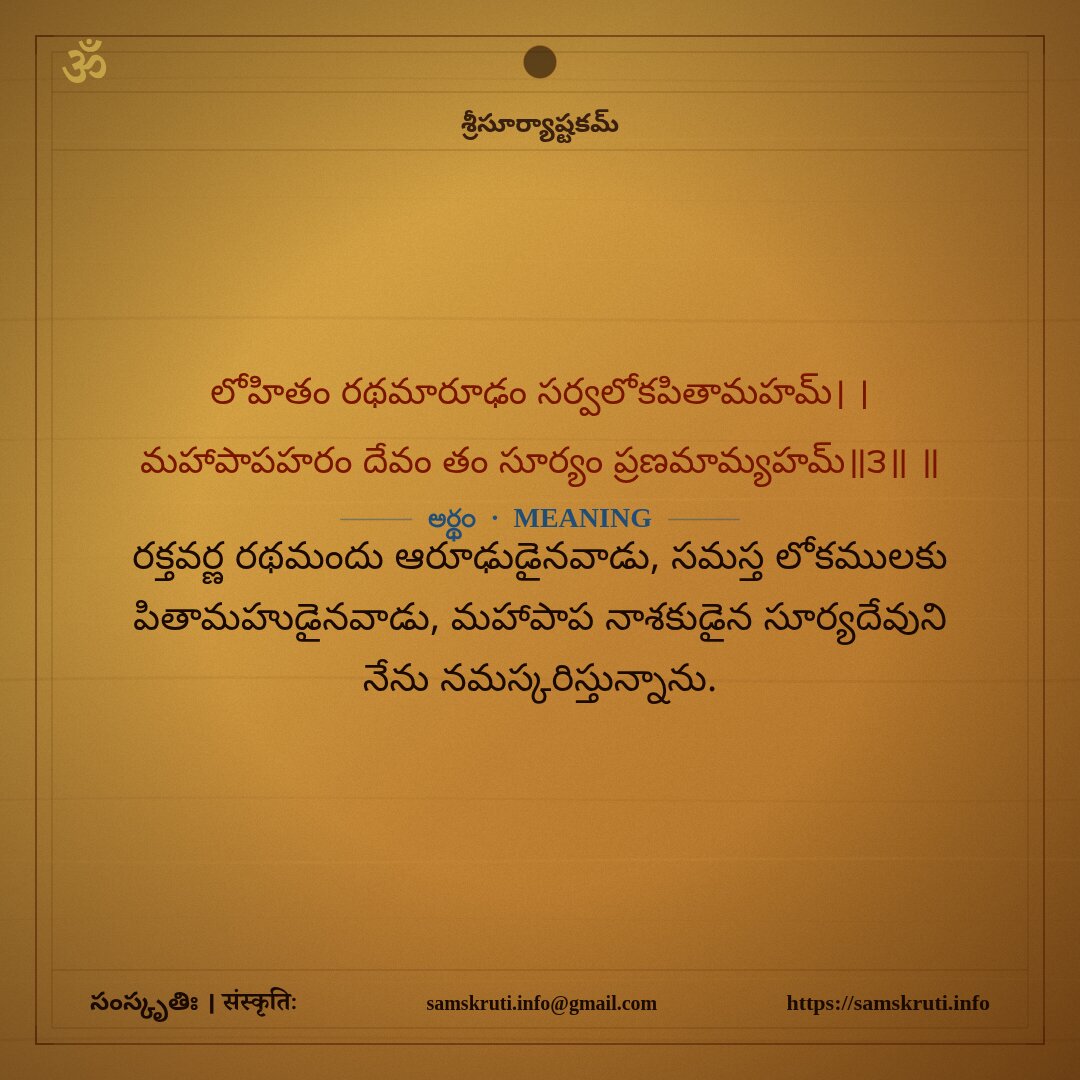 ॐ
శ్రీసూర్యాష్టకమ్
లోహితం రథమారూఢం సర్వలోకపితామహమ్। ।
మహాపాపహరం దేవం తం సూర్యం ప్రణమామ్యహమ్॥3॥ ॥
అర్థం · MEANING
రక్తవర్ణ రథమందు ఆరూఢుడైనవాడు, సమస్త లోకములకు
పితామహుడైనవాడు, మహాపాప నాశకుడైన సూర్యదేవుని
నేను నమస్కరిస్తున్నాను.
సంస్కృతిః | संस्कृतिः samskruti.info@gmail.com https://samskruti.info